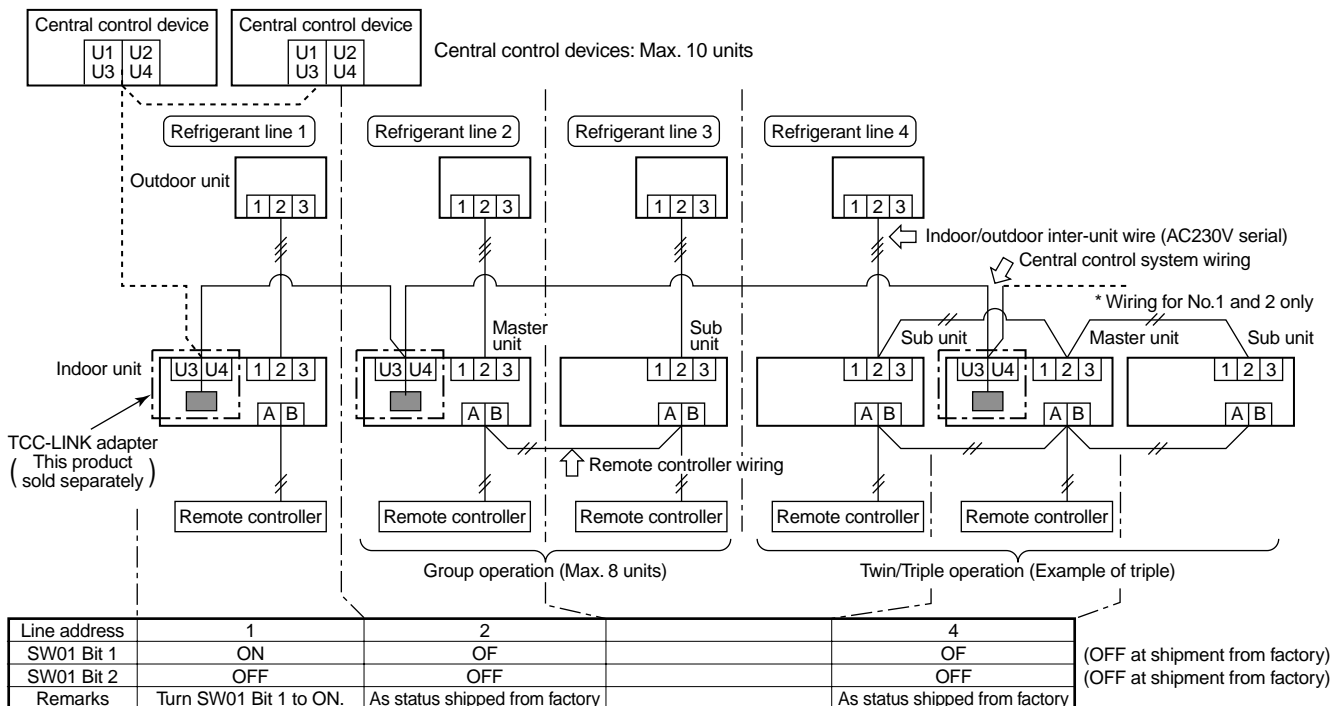 Central control device Central control device
U1 U2 U1 U2
U3 U4 U3 U4
Central control devices: Max. 10 units
Refrigerant line 1 Refrigerant line 2 Refrigerant line 3 Refrigerant line 4
Outdoor unit
1 2 3 1 2 3 1 2 3 1 2 3
Indoor/outdoor inter-unit wire (AC230V serial)
Central control system wiring
* Wiring for No.1 and 2 only
Master unit Sub unit Sub unit Master unit Sub unit
Indoor unit
U3 U4 1 2 3 U3 U4 1 2 3 1 2 3 1 2 3 U3 U4 1 2 3 1 2 3
A B A B A B A B A B A B
TCC-LINK adapter
( This product
sold separately )
Remote controller wiring
Remote controller Remote controller Remote controller Remote controller Remote controller
Group operation (Max. 8 units) Twin/Triple operation (Example of triple)
Line address 1 2 4
SW01 Bit 1 ON OF OF (OFF at shipment from factory)
SW01 Bit 2 OFF OFF OFF (OFF at shipment from factory)
Remarks Turn SW01 Bit 1 to ON. As status shipped from factory As status shipped from factory